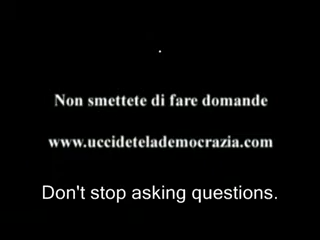 Non smettete di fare domande
www.uccidetelademocrazia.com
Don't stop asking questions.